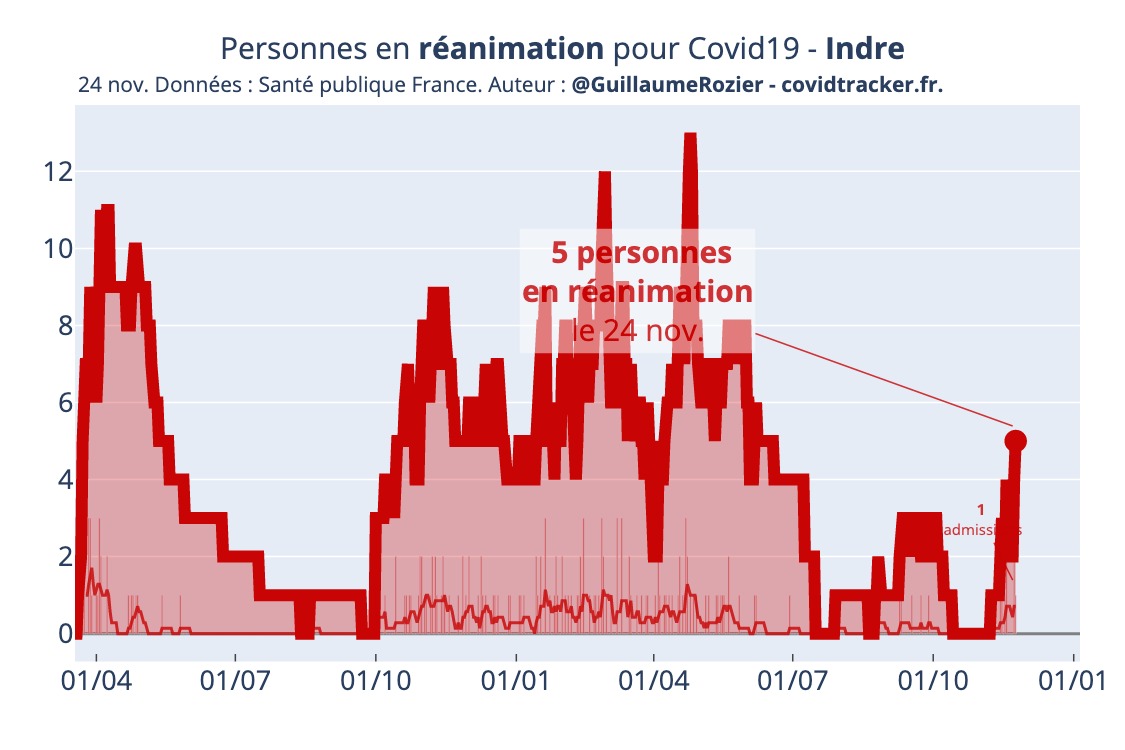 Personnes en réanimation pour Covid19 - Indre
24 nov. Données : Santé publique France. Auteur : @GuillaumeRozier - covidtracker.fr.
12
10
8
6
4
2
0
5 personnes
en réanimation
le 24 nov.
1
admissions
01/04
01/07
01/10
01/01
01/04
01/07
01/10
01/01